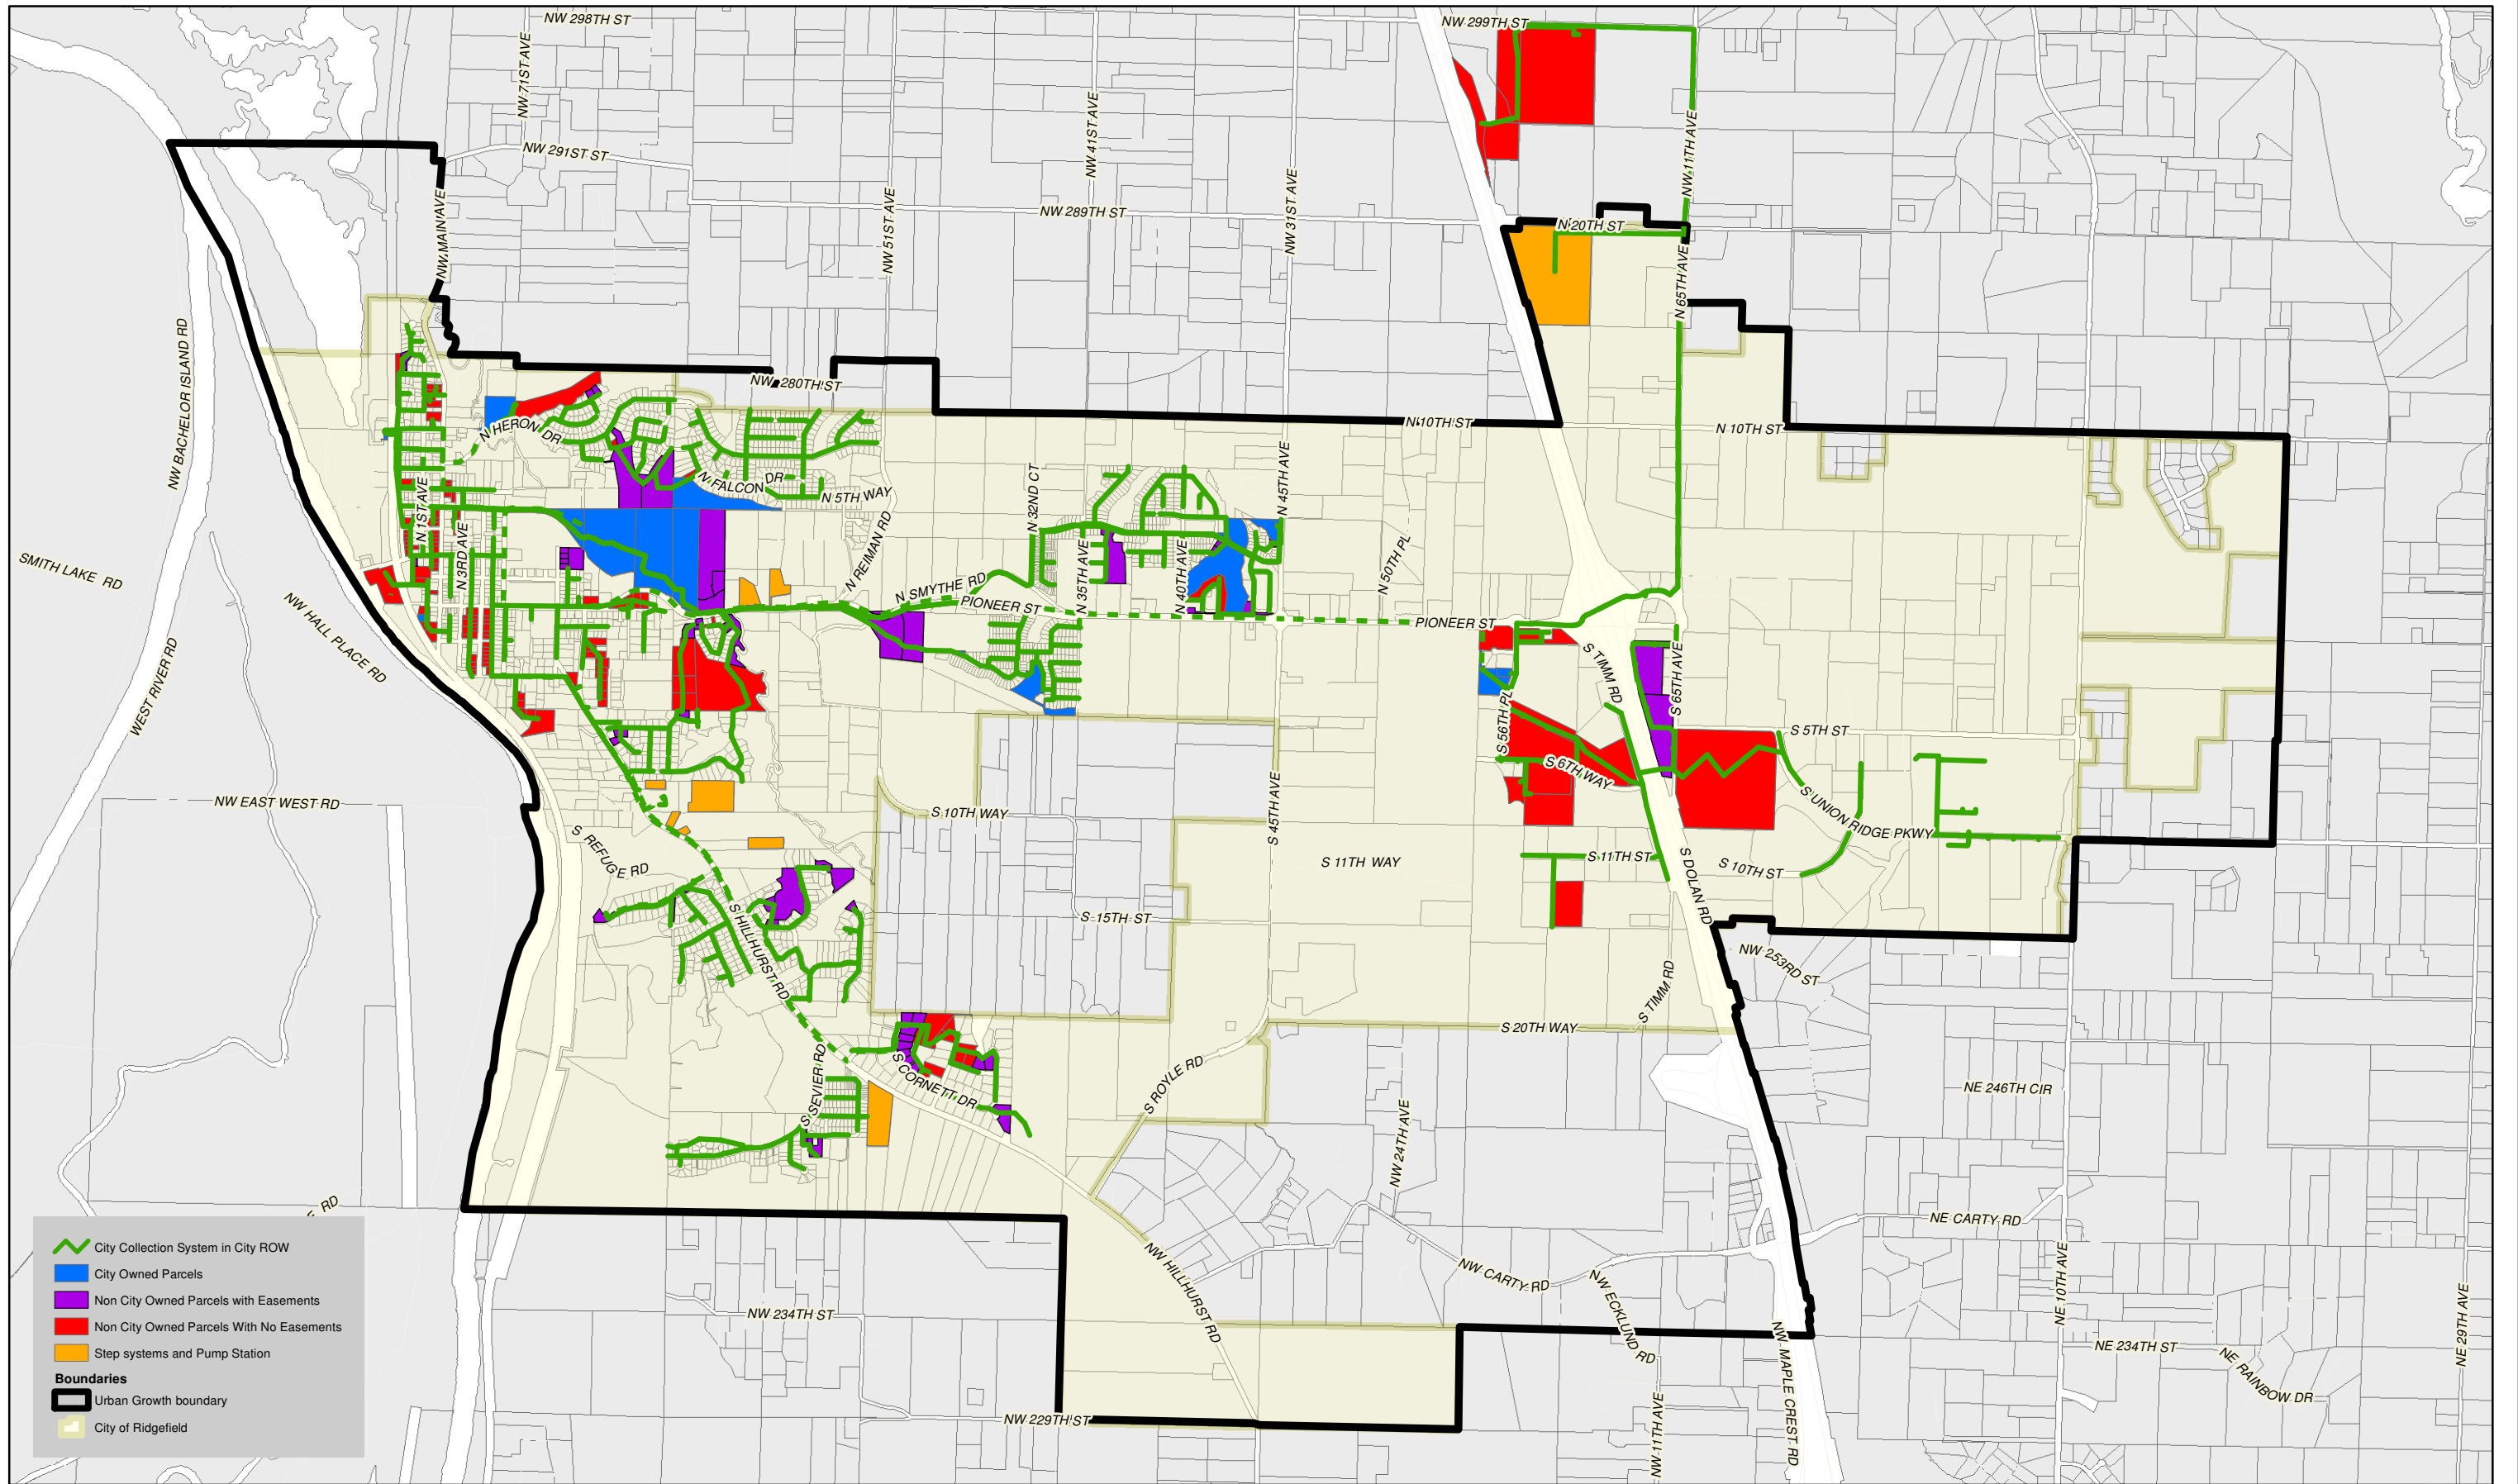 NW 298TH ST
NW 299TH ST
NW 71ST AVE
NW 41ST AVE
NW 11TH AVE
NW 291ST ST
NW MAIN AVE
NW 51ST AVE
NW 289TH ST
NW 31ST AVE
N 20TH ST
N 65TH AVE
NW BACHELOR ISLAND RD
NW 280TH ST
N 10TH ST
N 10TH ST
N HERON DR
N FALCON DR
N 5TH WAY
N 32ND CT
N 45TH AVE
N 1ST AVE
N 3RD AVE
N REIMAN RD
N 35TH AVE
N 40TH AVE
N 50TH PL
SMITH LAKE RD
N SMYTHE RD
PIONEER ST
PIONEER ST
NW HALL PLACE RD
WEST RIVER RD
S TIMM RD
S 65TH AVE
S 56TH PL
S 5TH ST
S 6TH WAY
NW EAST WEST RD
S 10TH WAY
S 45TH AVE
S UNION RIDGE PKWY
S REFUGE RD
S 11TH WAY
S 11TH ST
S 10TH ST
S DOLAN RD
S HILLHURST RD
S 15TH ST
NW 253RD ST
S TIMM RD
S 20TH WAY
S SEVIER RD
S CORNETT DR
S ROYLE RD
NE 246TH CIR
NW 24TH AVE
RD
NE CARTY RD
NW HILLHURST RD
NW CARTY RD
NW ECKLUND RD
NE 10TH AVE
NE 29TH AVE
NW 234TH ST
NW MAPLE CREST RD
NE 234TH ST
NE RAINBOW DR
NW 229TH ST
NW 11TH AVE
City Collection System in City ROW
City Owned Parcels
Non City Owned Parcels with Easements
Non City Owned Parcels With No Easements
Step systems and Pump Station
Boundaries
Urban Growth boundary
City of Ridgefield